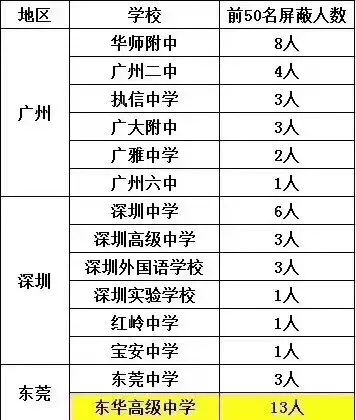 地区 学校 前50名屏蔽人数
广州 华师附中 8人
广州二中 4人
执信中学 3人
广大附中 3人
广雅中学 2人
广州六中 1人
深圳 深圳中学 6人
深圳高级中学 3人
深圳外国语学校 3人
深圳实验学校 1人
红岭中学 1人
宝安中学 1人
东莞 东莞中学 3人
东华高级中学 13人